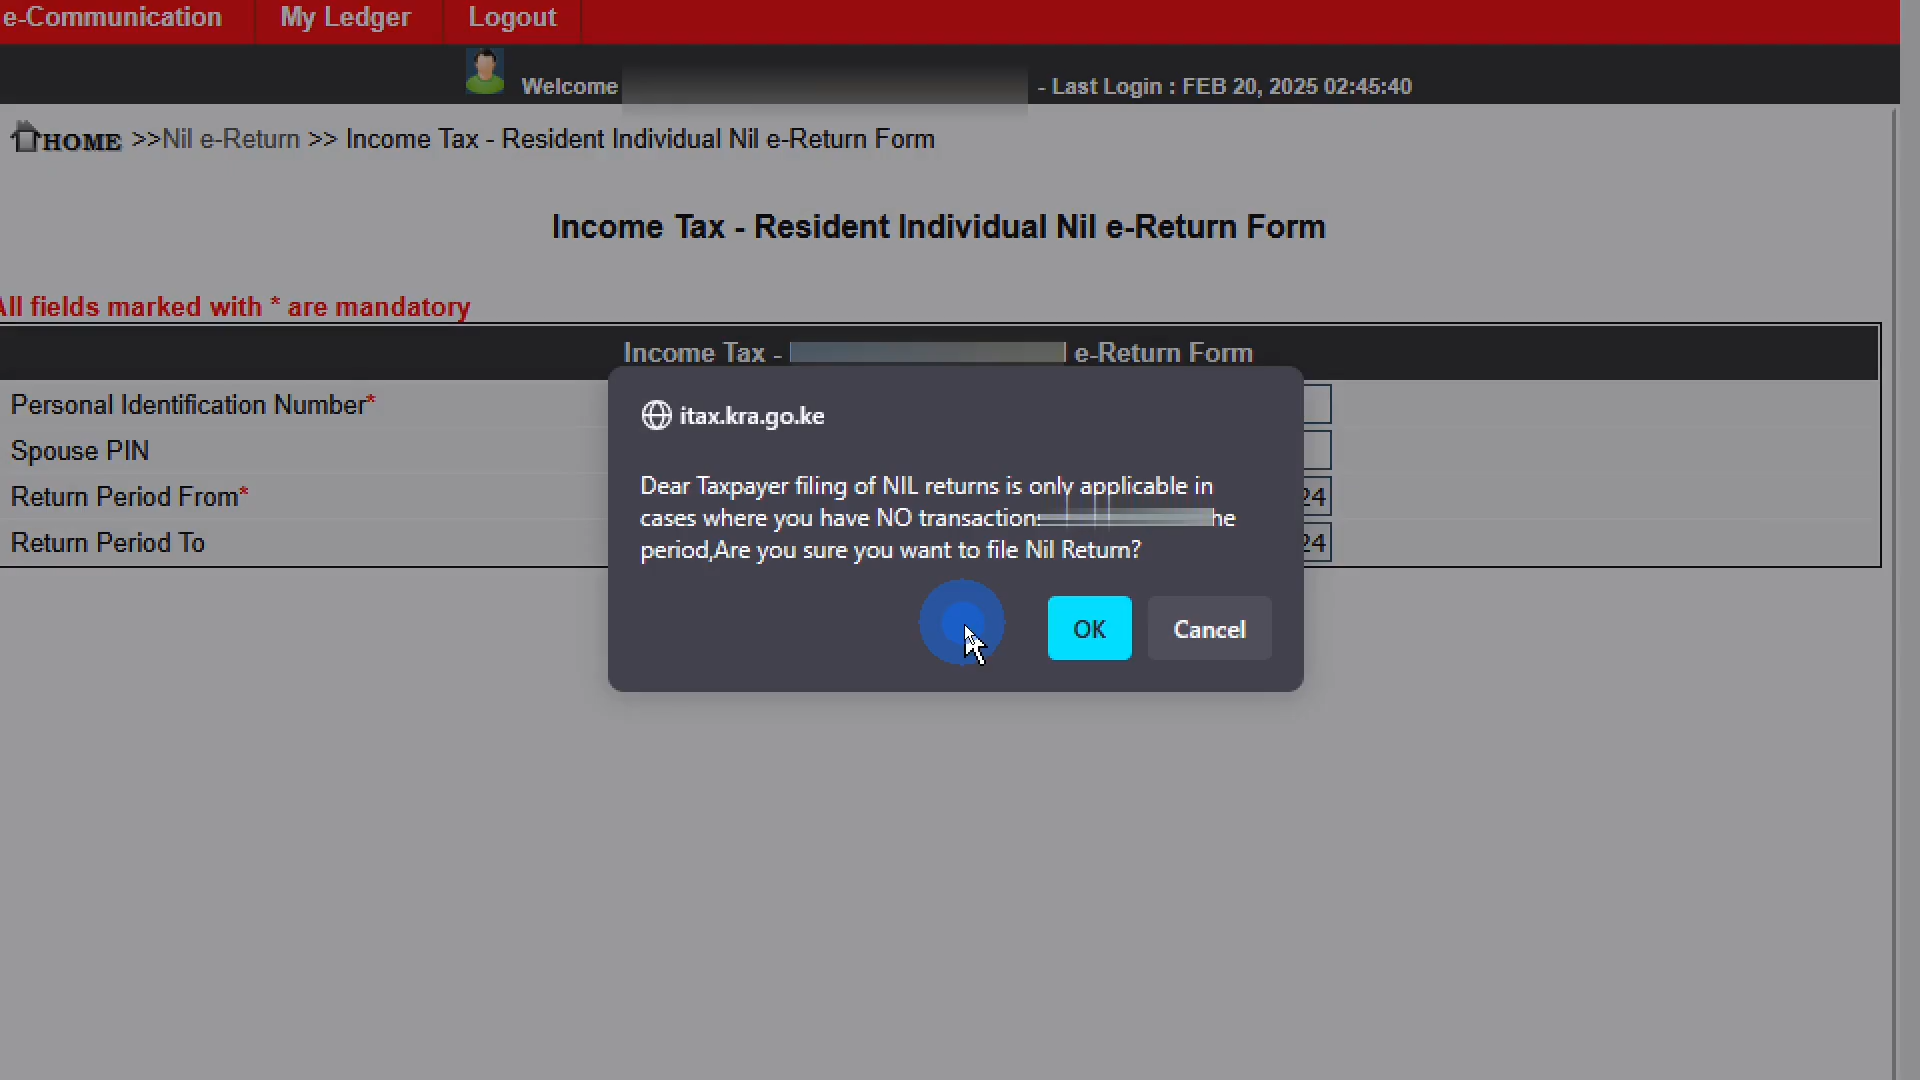 e-Communication My Ledger Logout
Welcome - Last Login : FEB 20, 2025 02:45:40
HOME >>Nil e-Return >> Income Tax - Resident Individual Nil e-Return Form
Income Tax - Resident Individual Nil e-Return Form
All fields marked with * are mandatory
Income Tax - e-Return Form
Personal Identification Number*
Spouse PIN
Return Period From* 24
Return Period To 24
itax.kra.go.ke
Dear Taxpayer filing of NIL returns is only applicable in
cases where you have NO transaction he
period,Are you sure you want to file Nil Return?
OK Cancel